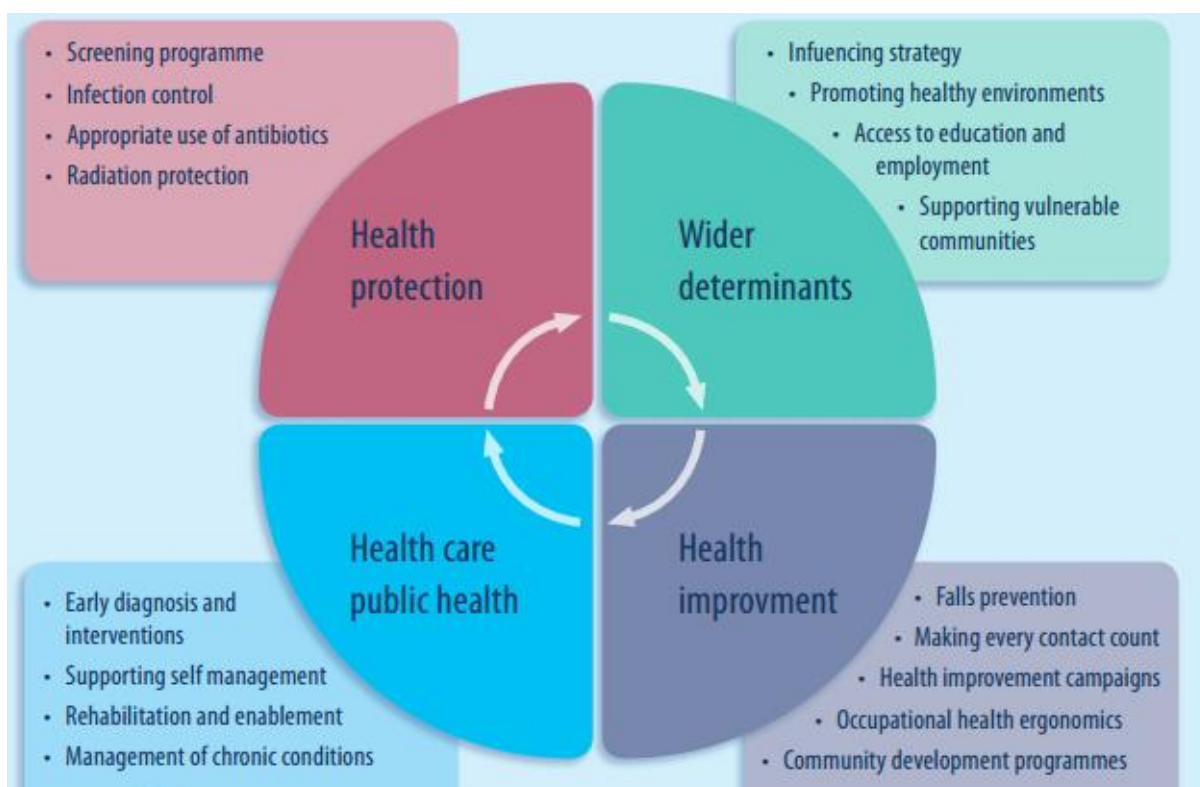 • Screening programme
• Infection control
• Appropriate use of antibiotics
• Radiation protection
Health
protection
• Infuencing strategy
• Promoting healthy environments
• Access to education and
employment
• Supporting vulnerable
communities
Wider
determinants
Health care
public health
• Early diagnosis and
interventions
• Supporting self management
• Rehabilitation and enablement
• Management of chronic conditions
Health
improvment
• Falls prevention
• Making every contact count
• Health improvement campaigns
• Occupational health ergonomics
• Community development programmes